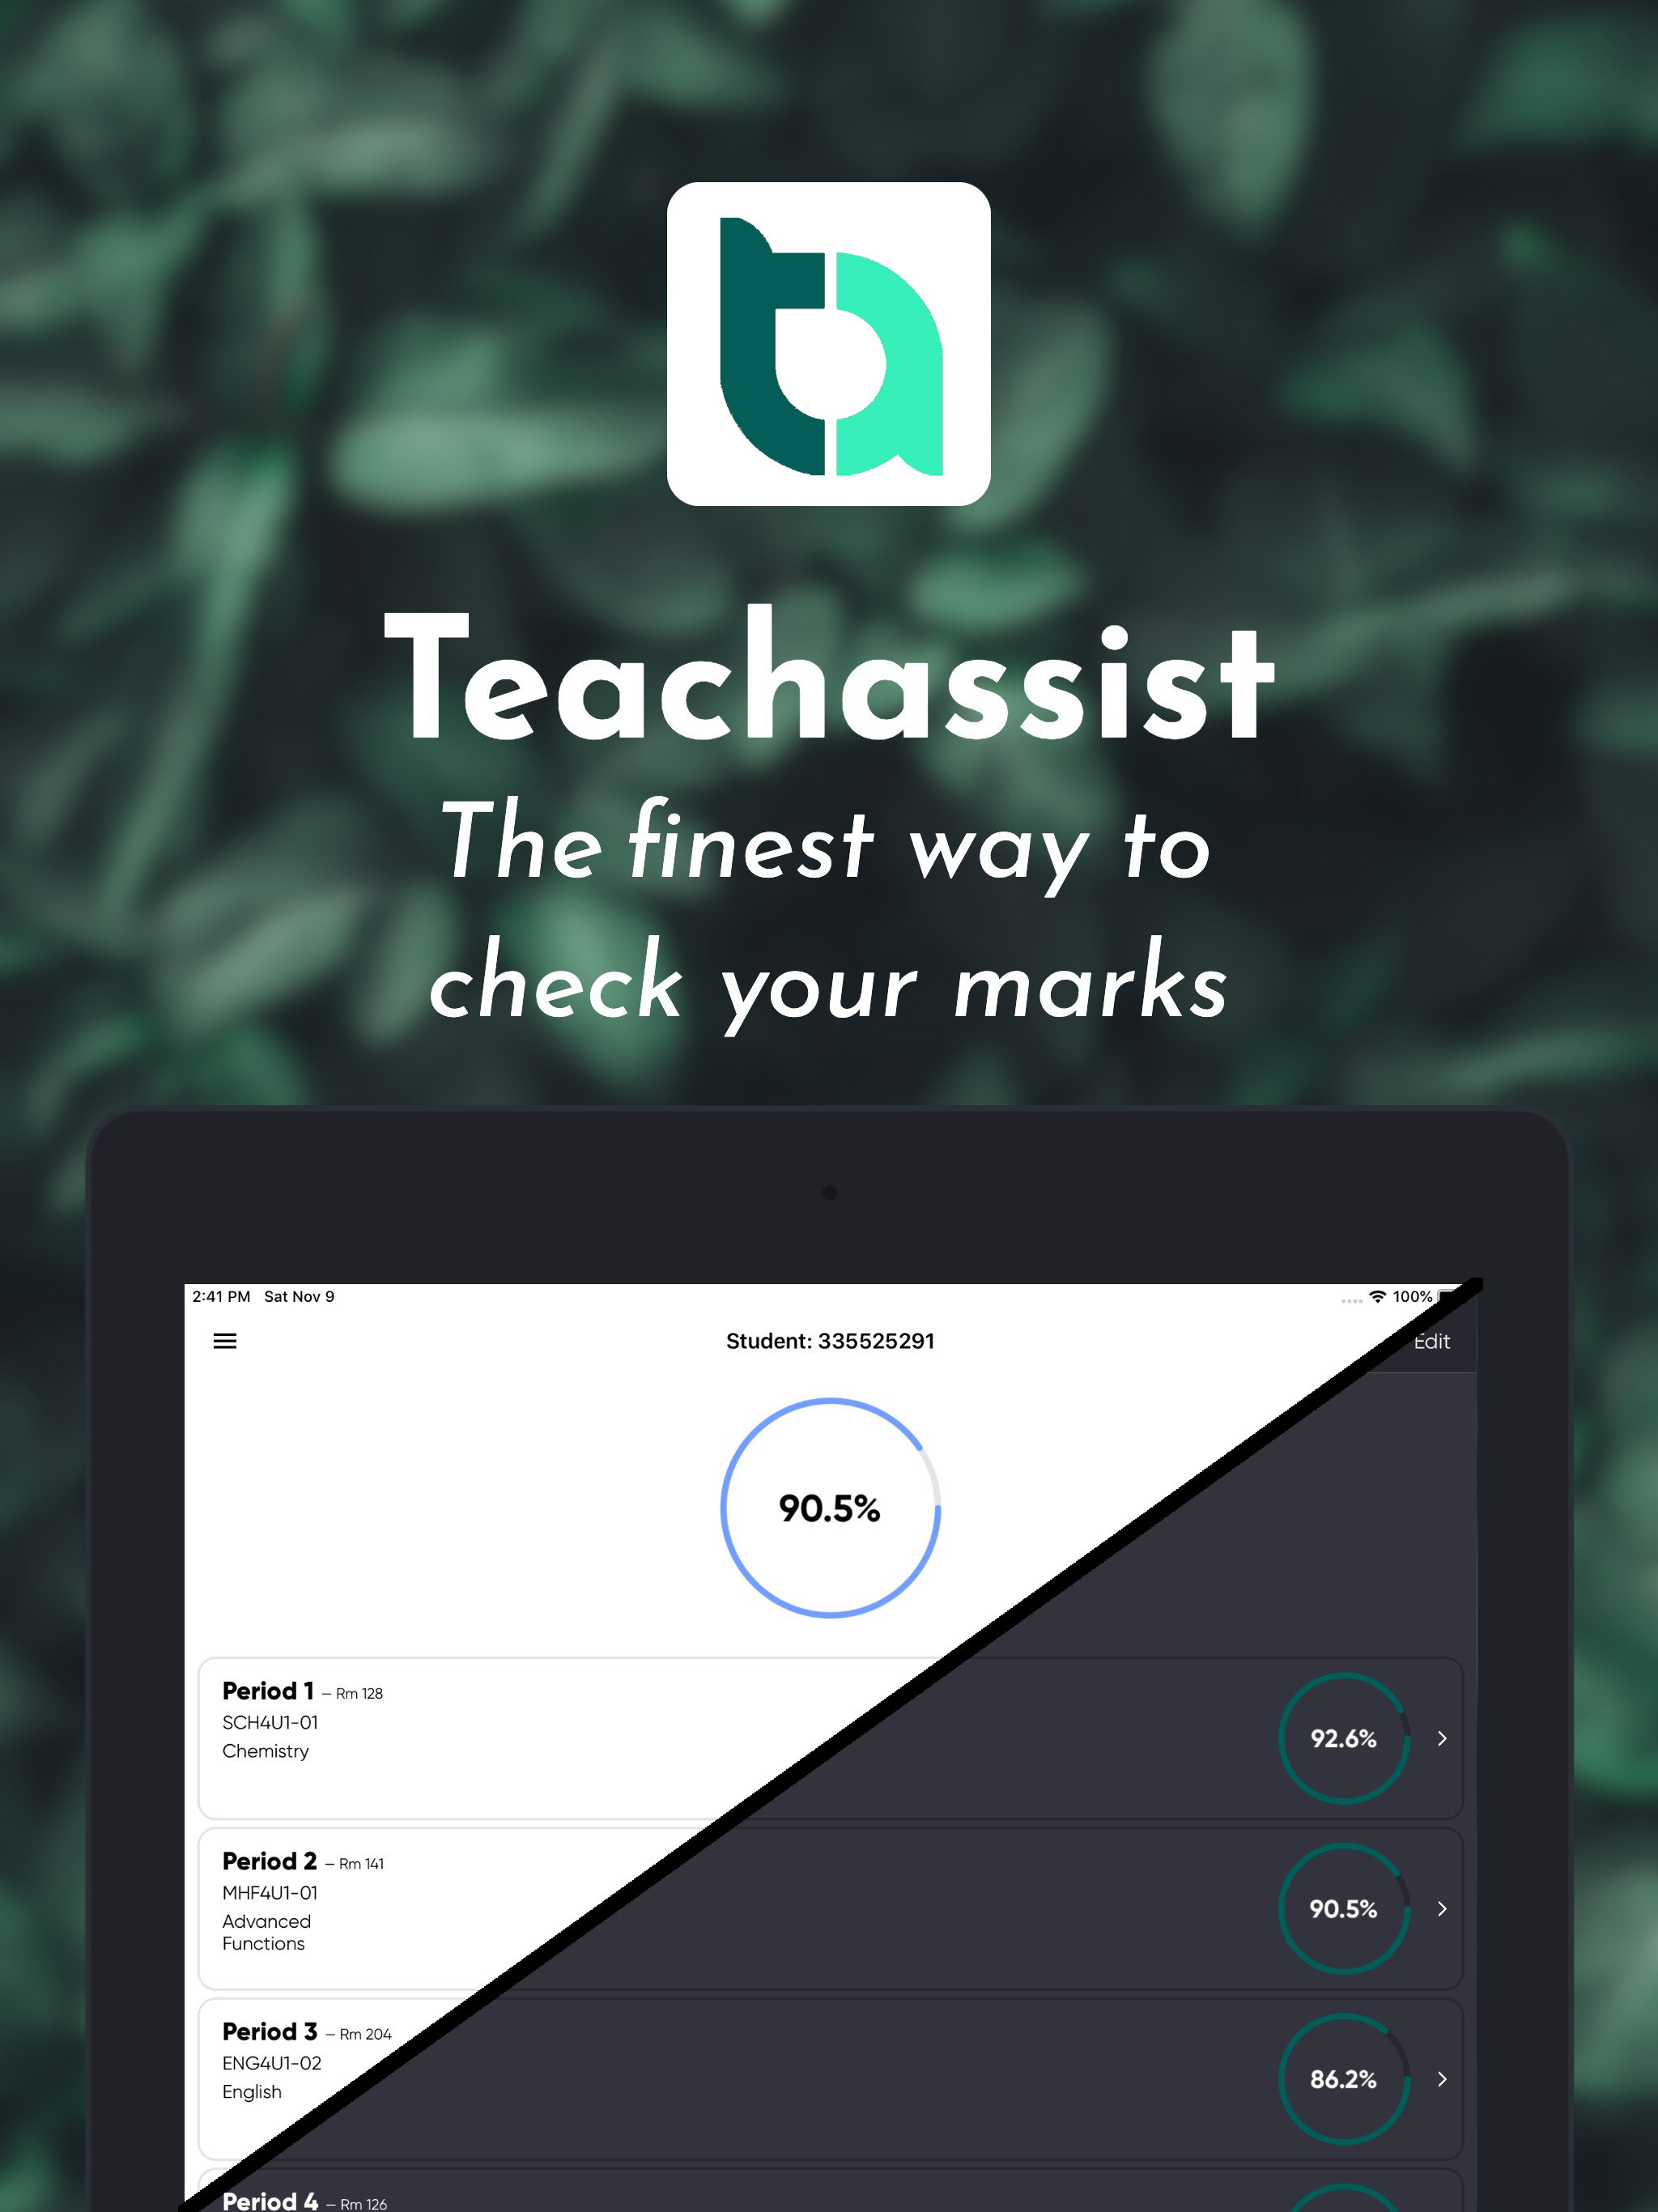 ta
Teachassist
The finest way to
check your marks
2:41 PM Sat Nov 9 100%
Student: 335525291 Edit
90.5%
Period 1 – Rm 128
SCH4U1-01
Chemistry
92.6%
Period 2 – Rm 141
MHF4U1-01
Advanced
Functions
90.5%
Period 3 – Rm 204
ENG4U1-02
English
86.2%
Period 4 – Rm 126